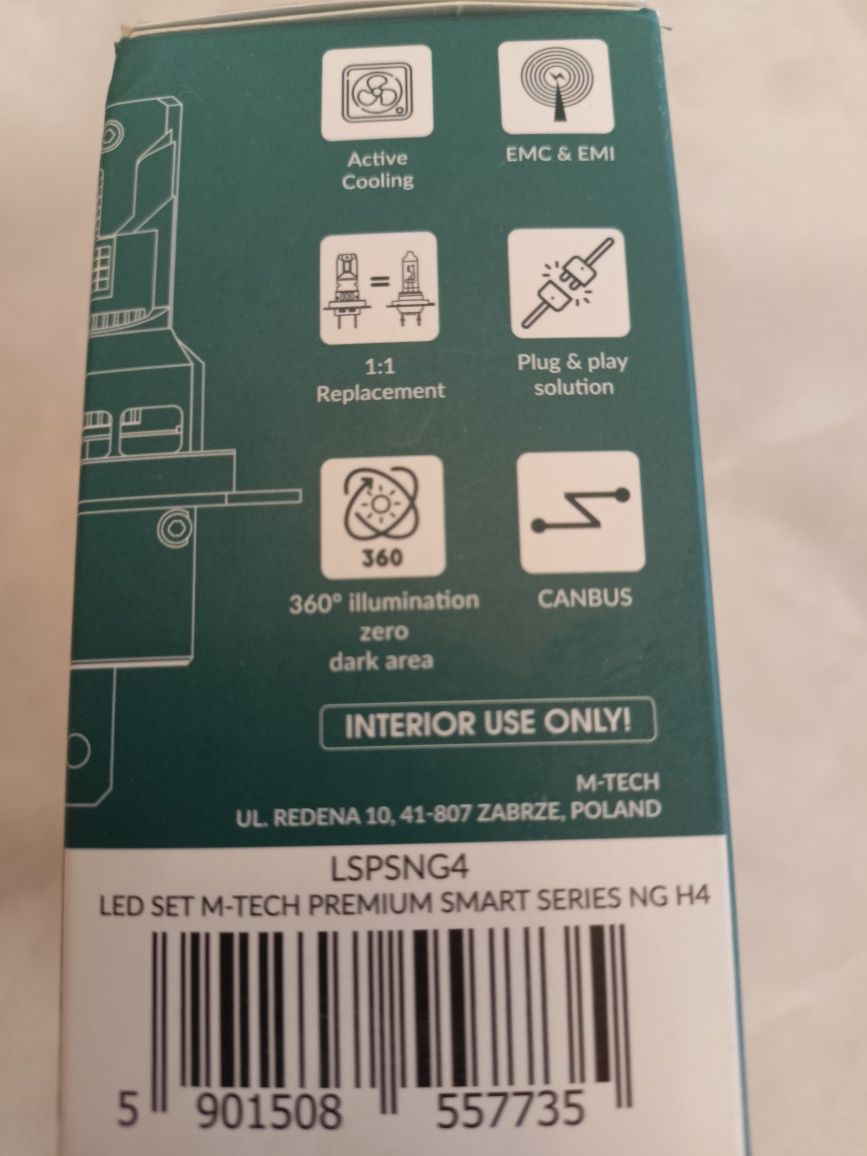 Active
Cooling
EMC & EMI
=
1:1
Replacement
Plug & play
solution
360
360° illumination
zero
dark area
CANBUS
INTERIOR USE ONLY!
M-TECH
UL. REDENA 10, 41-807 ZABRZE, POLAND
LSPSNG4
LED SET M-TECH PREMIUM SMART SERIES NG H4
5 901508 557735